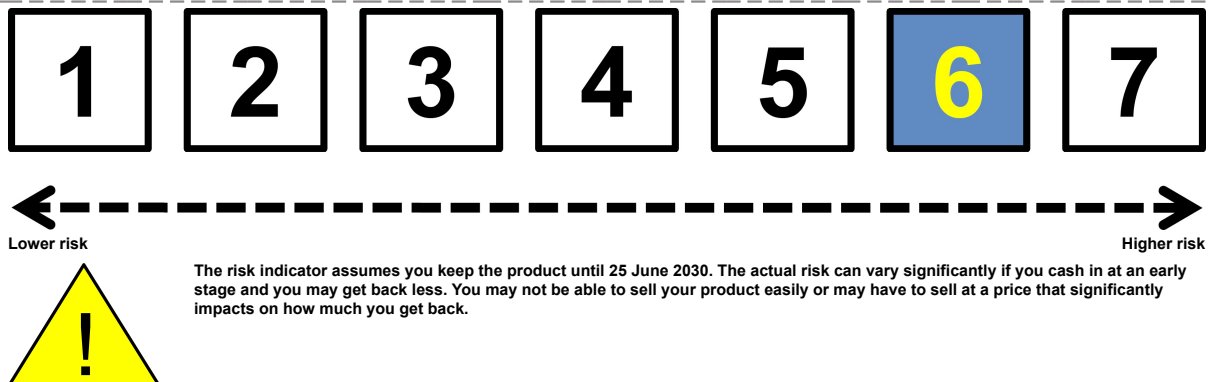 1 2 3 4 5 6 7
Lower risk Higher risk
The risk indicator assumes you keep the product until 25 June 2030. The actual risk can vary significantly if you cash in at an early
stage and you may get back less. You may not be able to sell your product easily or may have to sell at a price that significantly
impacts on how much you get back.
!